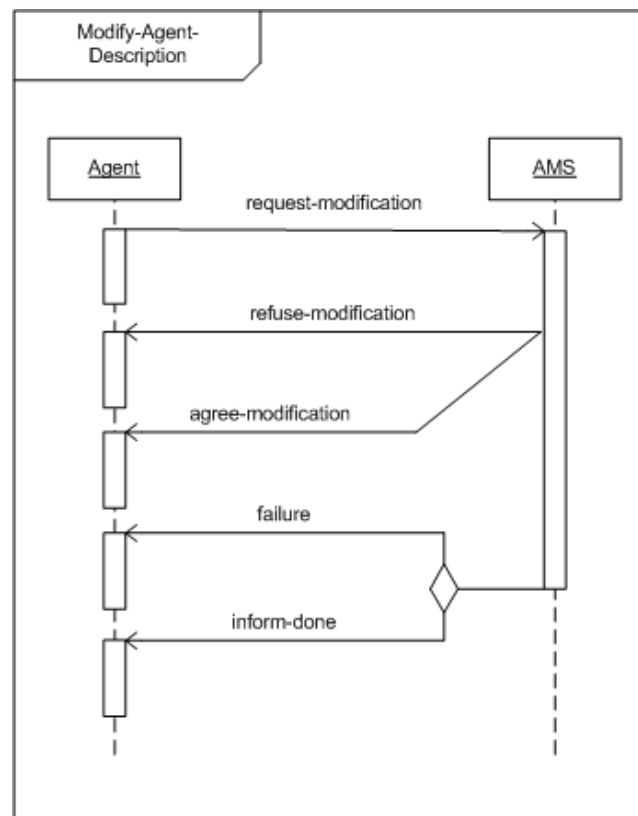 Modify-Agent-
Description
Agent
AMS
request-modification
refuse-modification
agree-modification
failure
inform-done